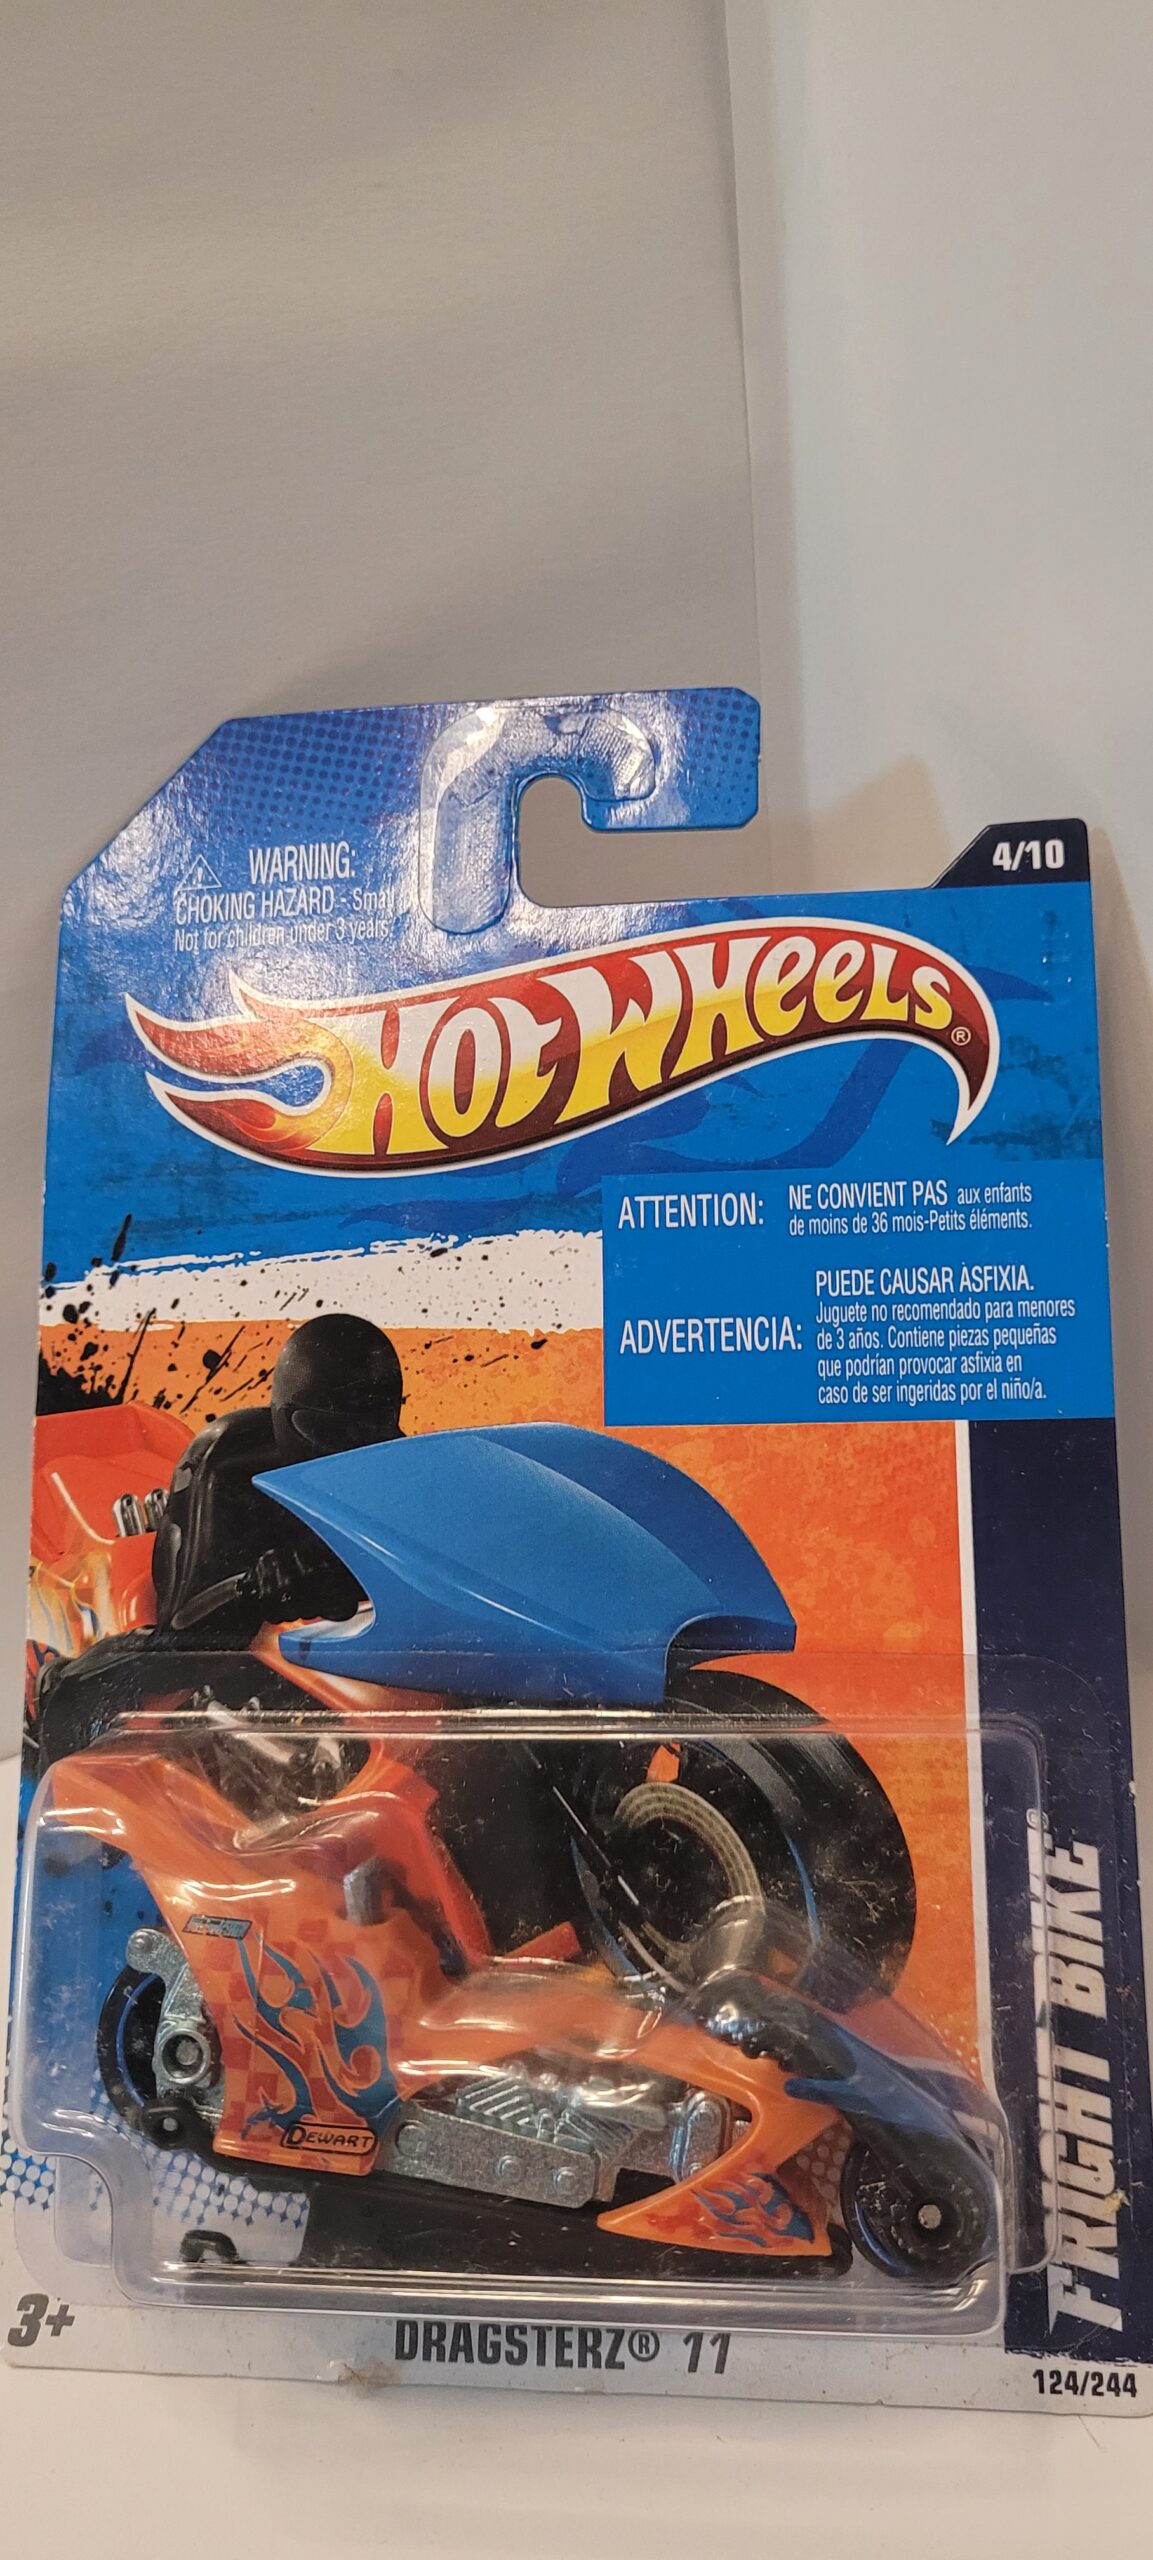 4/10
WARNING:
CHOKING HAZARD - Small
Not for children under 3 years.
HOT WHEELS®
ATTENTION: NE CONVIENT PAS aux enfants
de moins de 36 mois-Petits éléments.
PUEDE CAUSAR ASFIXIA.
ADVERTENCIA: Juguete no recomendado para menores
de 3 años. Contiene piezas pequeñas
que podrían provocar asfixia en
caso de ser ingeridas por el niño/a.
FRIGHT BIKE®
DEWART
3+
DRAGSTERZ® 11
124/244